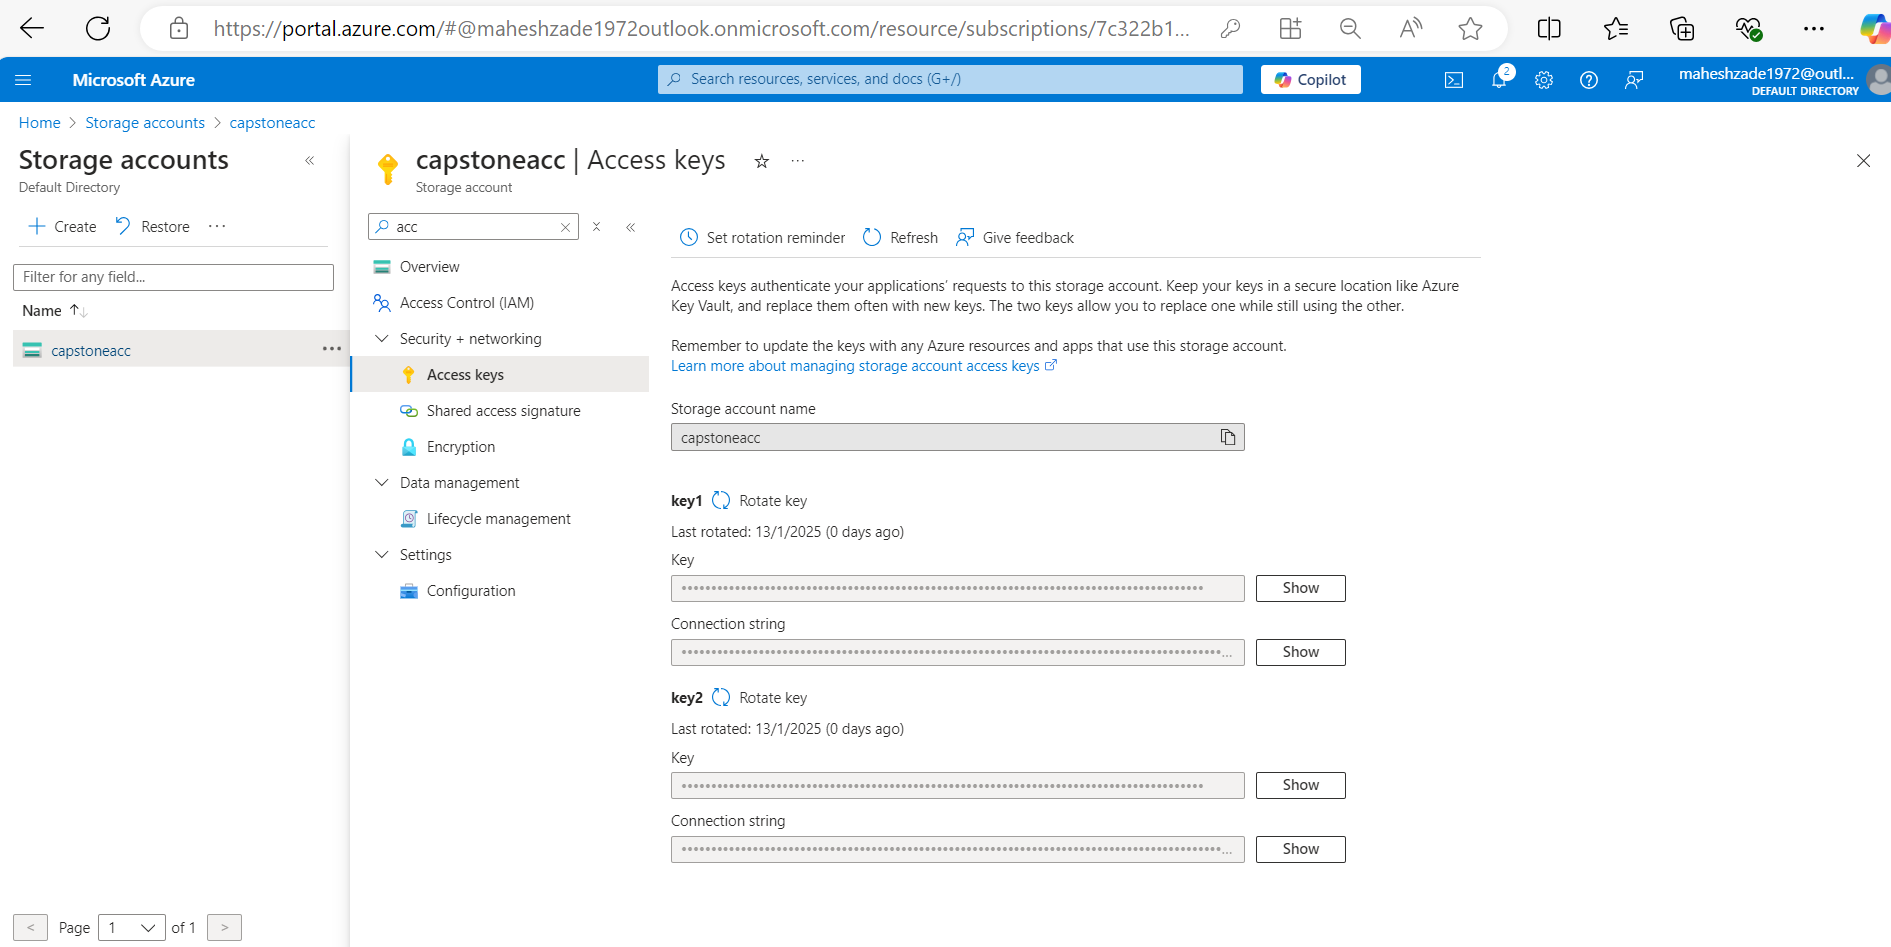 https://portal.azure.com/#@maheshzade1972outlook.onmicrosoft.com/resource/subscriptions/7c322b1...
Microsoft Azure
Search resources, services, and docs (G+/)
Copilot
2
maheshzade1972@outl...
DEFAULT DIRECTORY
Home > Storage accounts > capstoneacc
Storage accounts
Default Directory
Create
Restore
Filter for any field...
Name
capstoneacc
< Page 1 of 1 >
capstoneacc | Access keys
Storage account
acc
Overview
Access Control (IAM)
Security + networking
Access keys
Shared access signature
Encryption
Data management
Lifecycle management
Settings
Configuration
Set rotation reminder
Refresh
Give feedback
Access keys authenticate your applications' requests to this storage account. Keep your keys in a secure location like Azure
Key Vault, and replace them often with new keys. The two keys allow you to replace one while still using the other.
Remember to update the keys with any Azure resources and apps that use this storage account.
Learn more about managing storage account access keys
Storage account name
capstoneacc
key1 Rotate key
Last rotated: 13/1/2025 (0 days ago)
Key
Show
Connection string
Show
key2 Rotate key
Last rotated: 13/1/2025 (0 days ago)
Key
Show
Connection string
Show